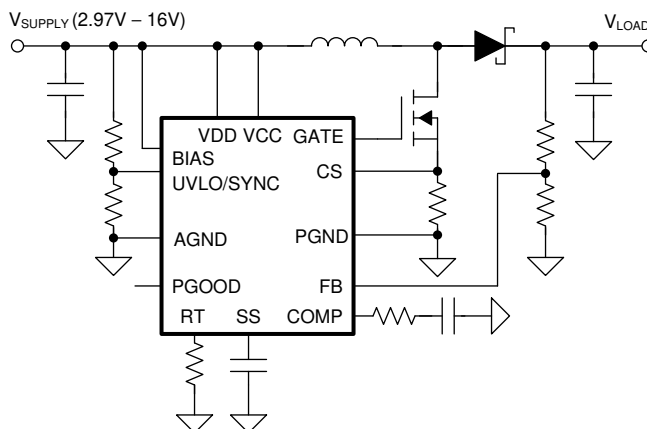 VSUPPLY (2.97V – 16V)
VLOAD
VDD VCC GATE
BIAS
UVLO/SYNC
CS
AGND
PGND
PGOOD
FB
RT SS COMP